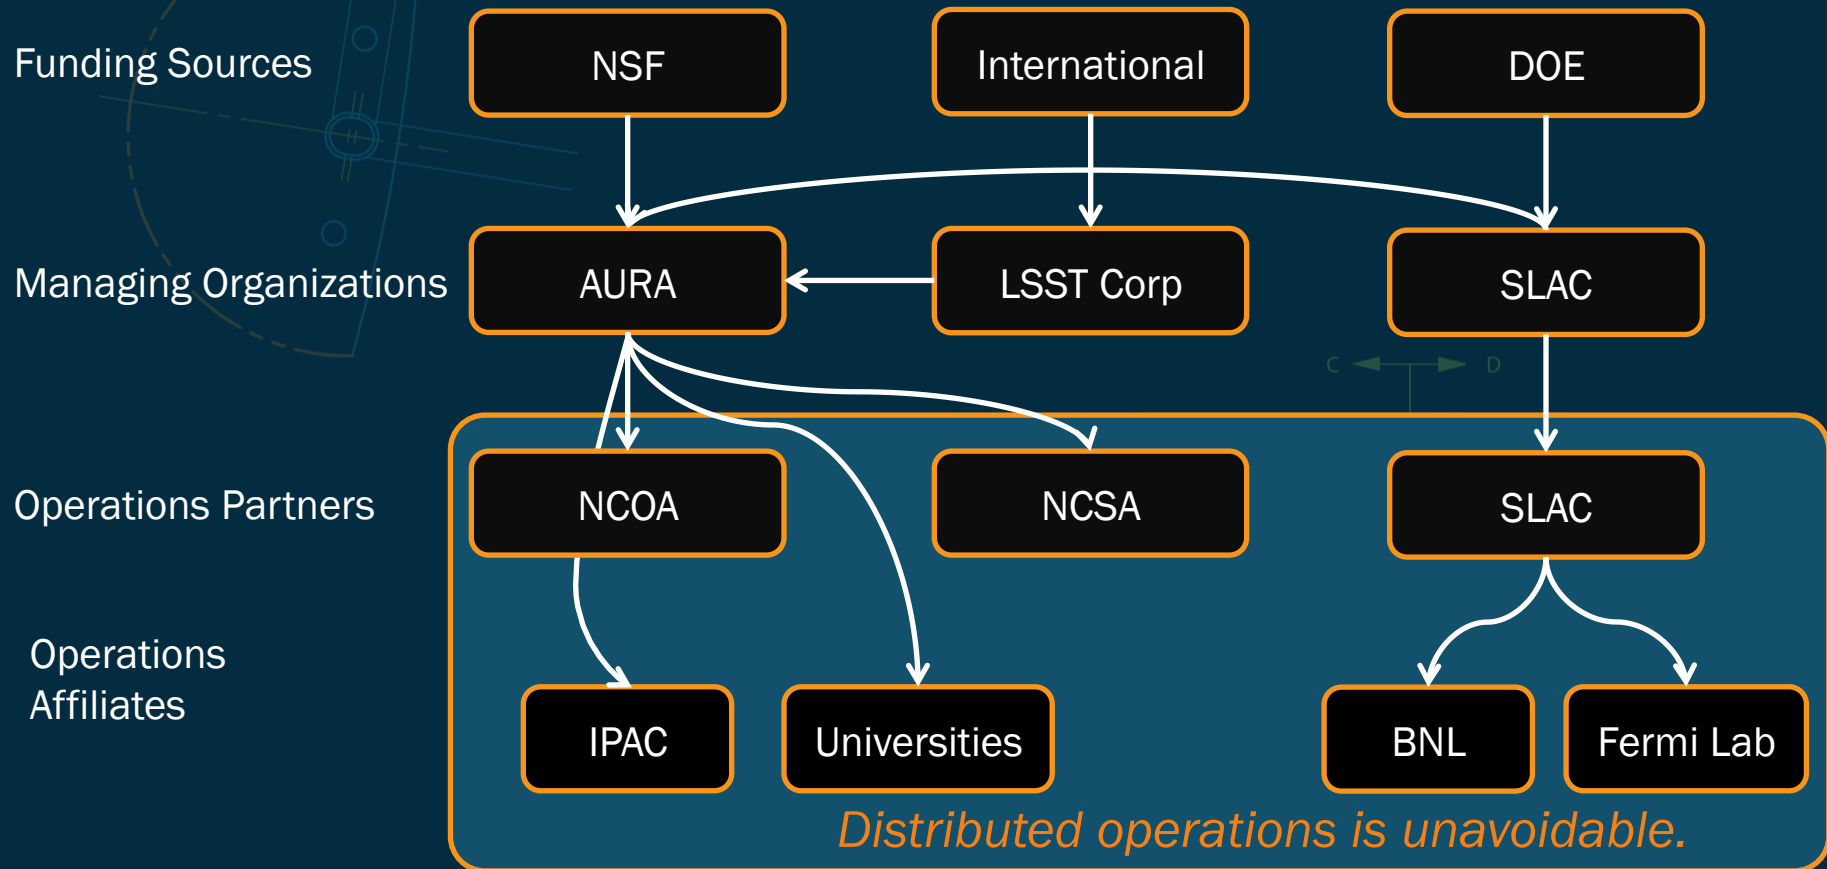 Funding Sources
NSF
International
DOE
Managing Organizations
AURA
LSST Corp
SLAC
C
D
Operations Partners
NCOA
NCSA
SLAC
Operations
Affiliates
IPAC
Universities
BNL
Fermi Lab
Distributed operations is unavoidable.